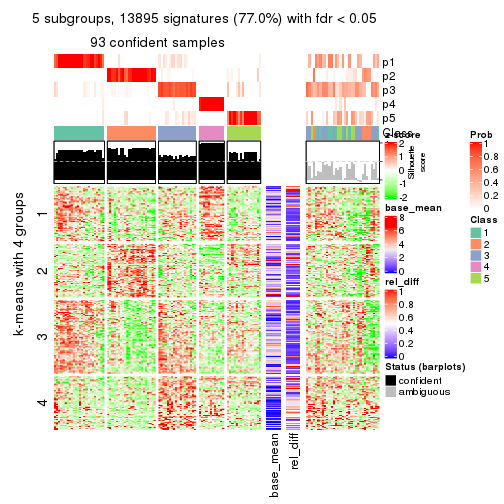 5 subgroups, 13895 signatures (77.0%) with fdr < 0.05
93 confident samples
p1
p2
p3
p4
p5
Class
Silhouette
score
1
2
3
4
k-means with 4 groups
base_mean
rel_diff
z-score
2
1
0
-1
-2
base_mean
8
6
4
2
0
rel_diff
1
0.8
0.6
0.4
0.2
0
Status (barplots)
confident
ambiguous
Prob
1
0.8
0.6
0.4
0.2
0
Class
1
2
3
4
5